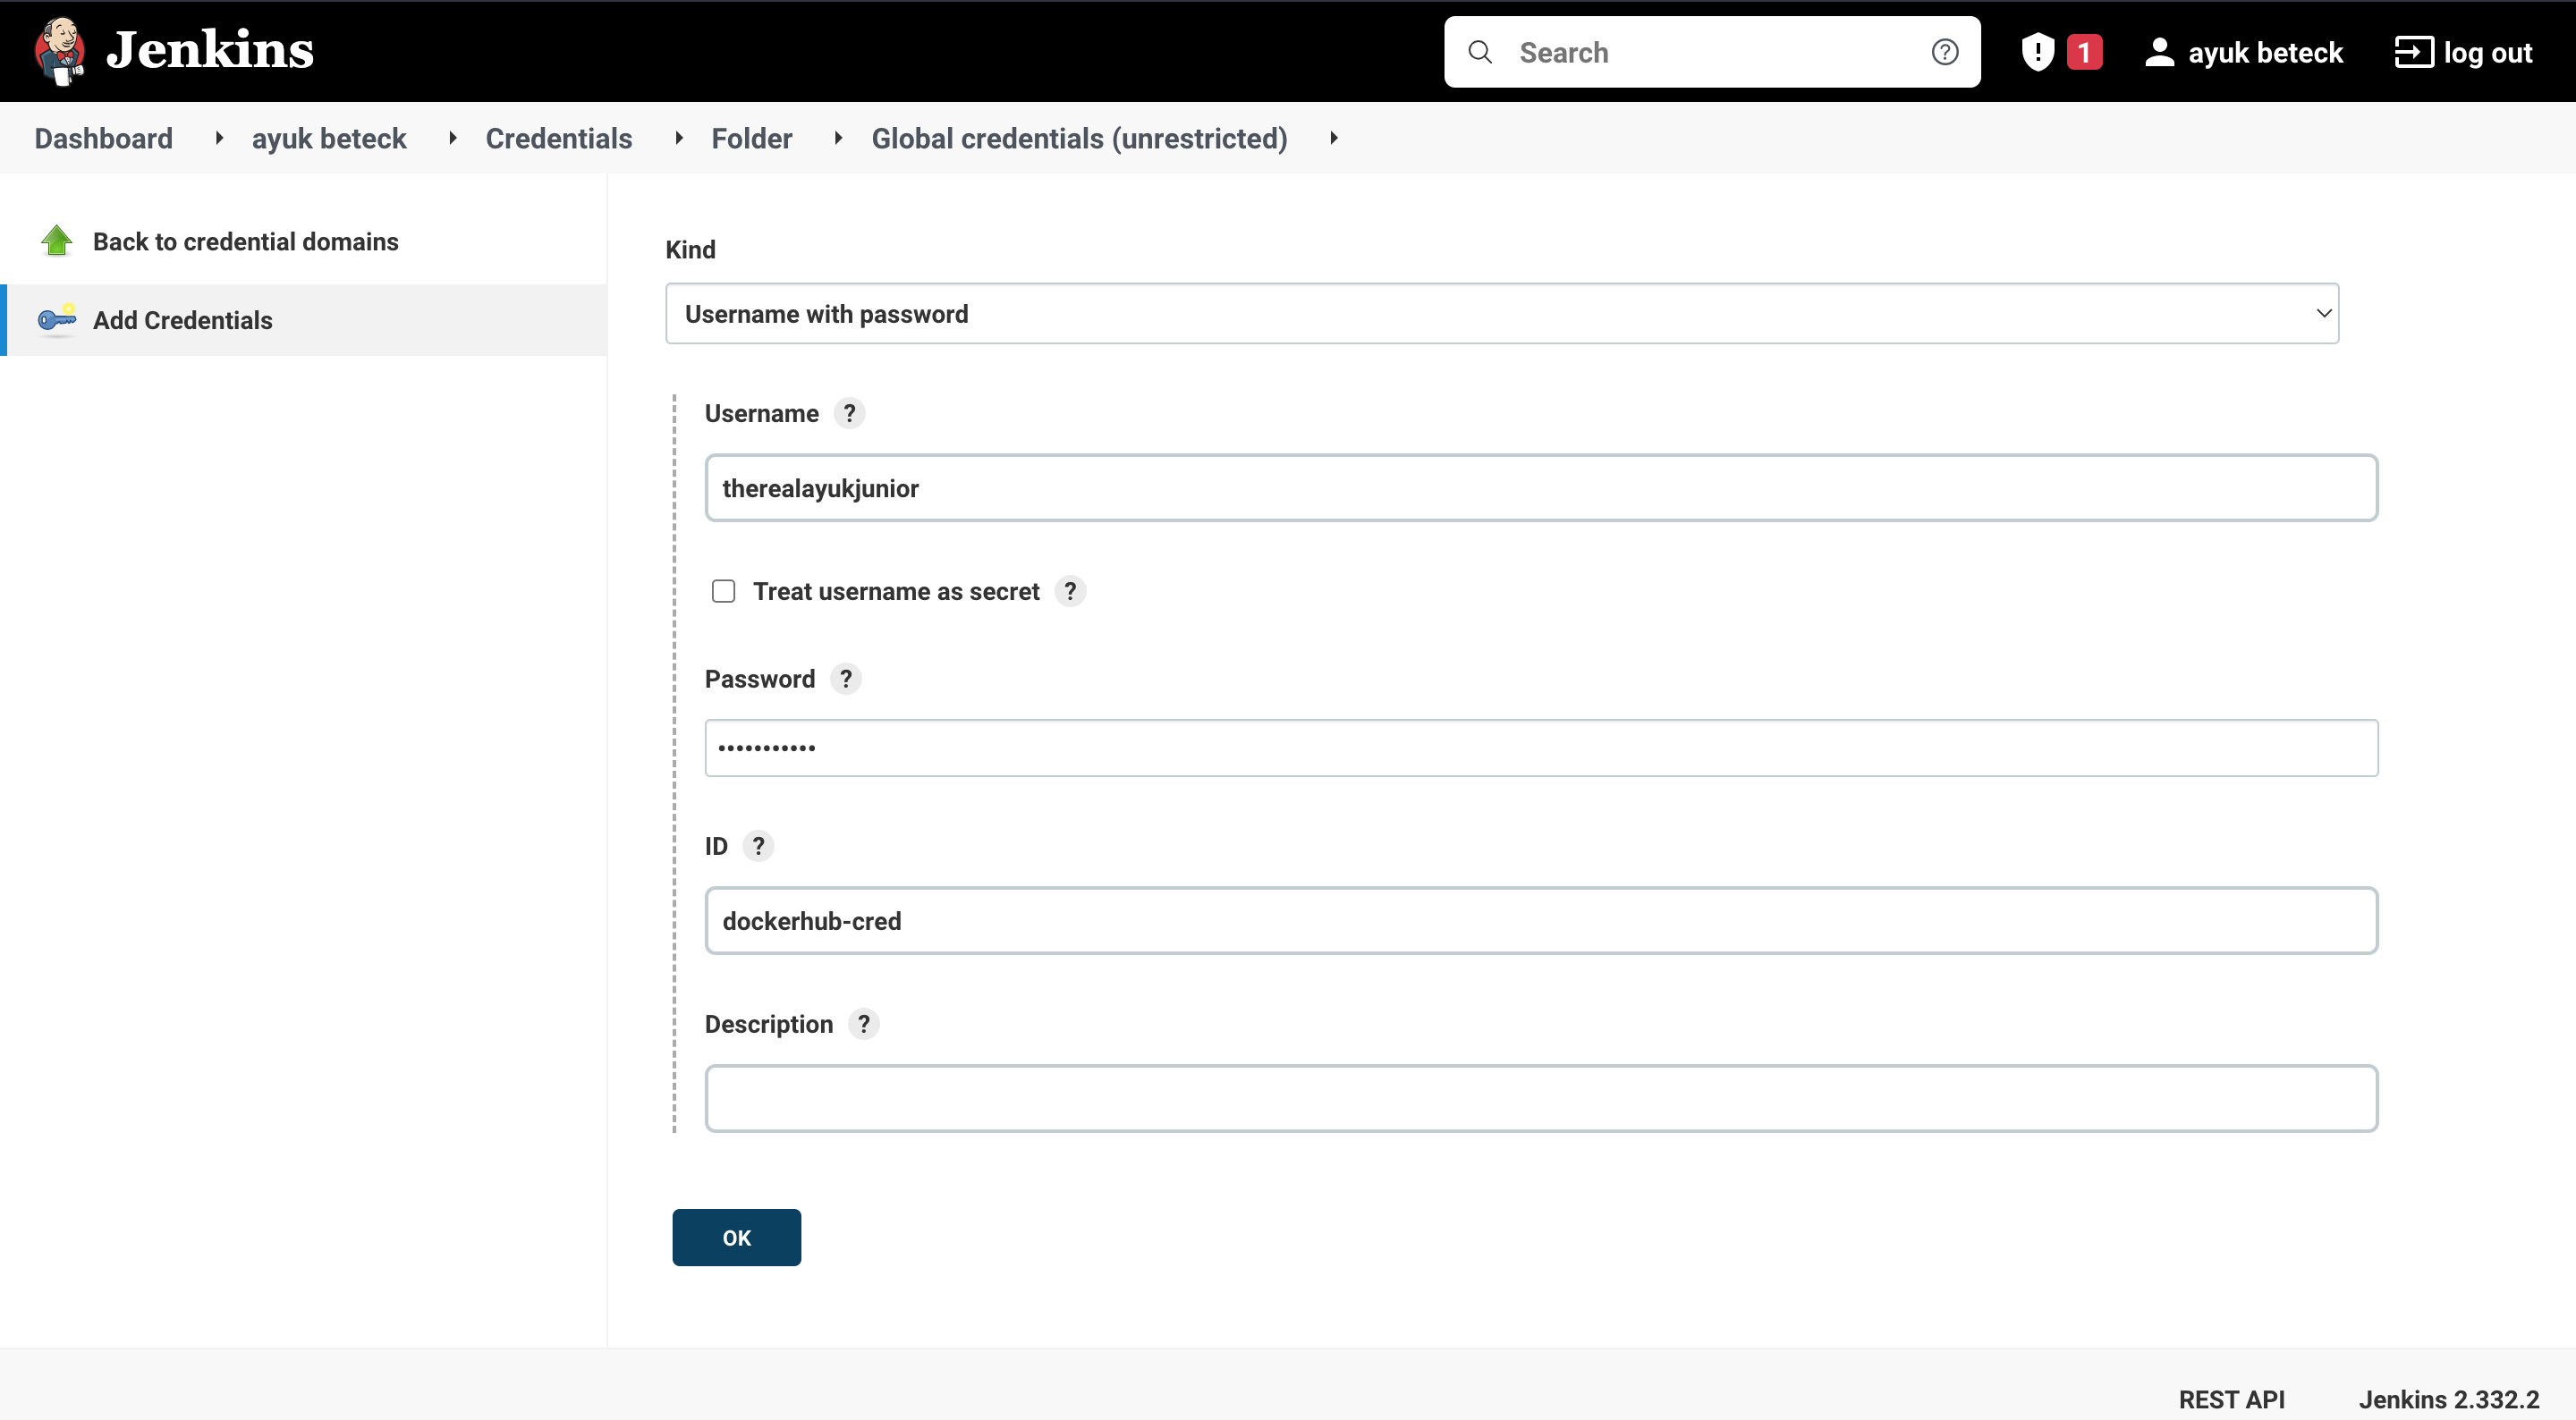 Jenkins
Search
1
ayuk beteck
log out
Dashboard
ayuk beteck
Credentials
Folder
Global credentials (unrestricted)
Back to credential domains
Add Credentials
Kind
Username with password
Username ?
therealayukjunior
Treat username as secret ?
Password ?
•••••••••••
ID ?
dockerhub-cred
Description ?
OK
REST API
Jenkins 2.332.2